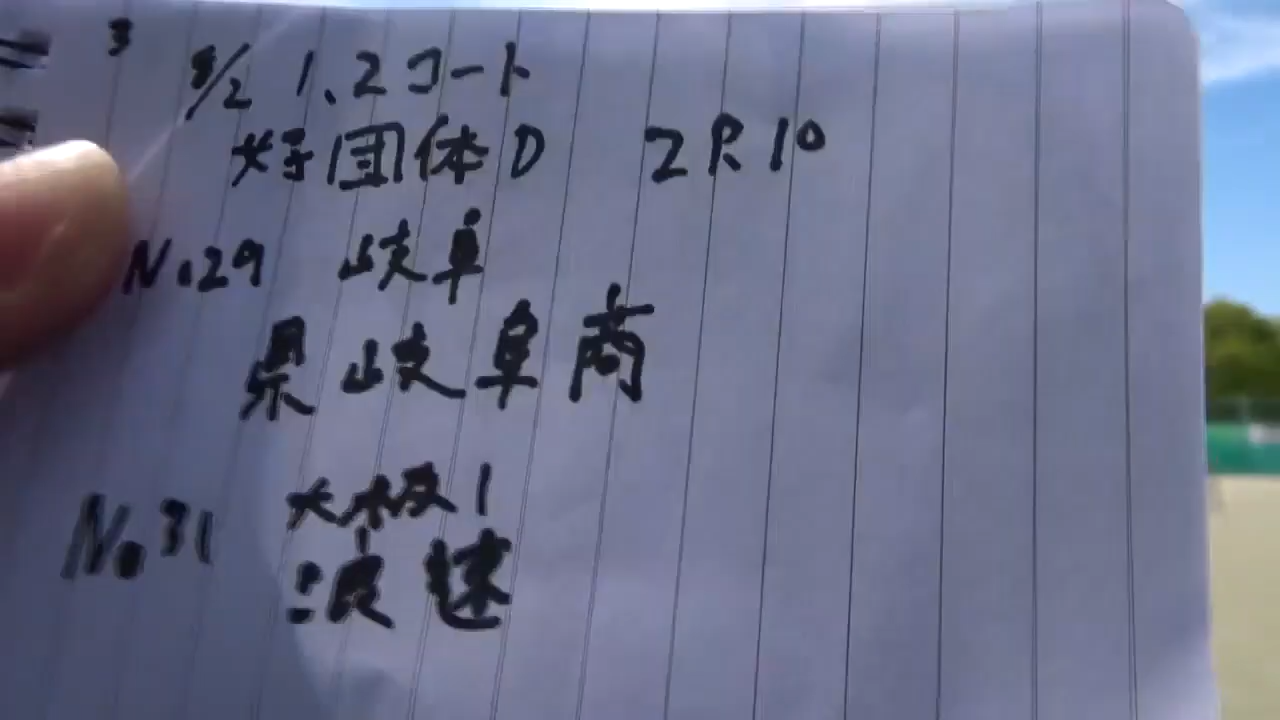 3
8/2 1、2コート
女子団体D 2R10
No.29 岐阜
県岐阜商
No.31 大阪1
浪速